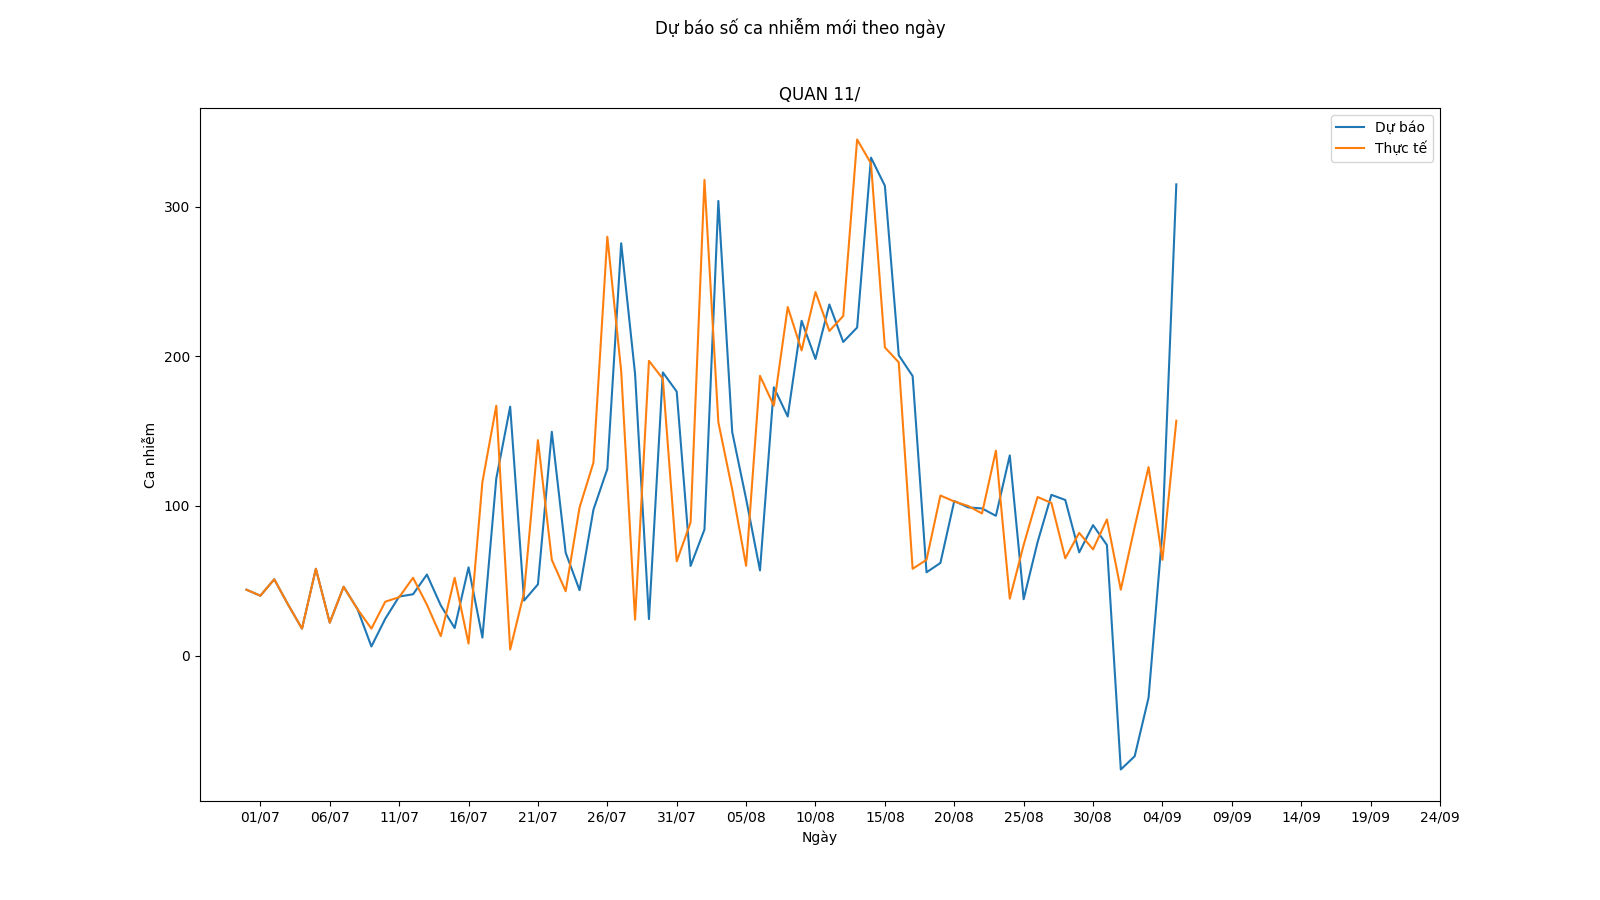 Dự báo số ca nhiễm mới theo ngày
QUAN 11/
Dự báo
Thực tế
Ca nhiễm
300
200
100
0
01/07 06/07 11/07 16/07 21/07 26/07 31/07 05/08 10/08 15/08 20/08 25/08 30/08 04/09 09/09 14/09 19/09 24/09
Ngày